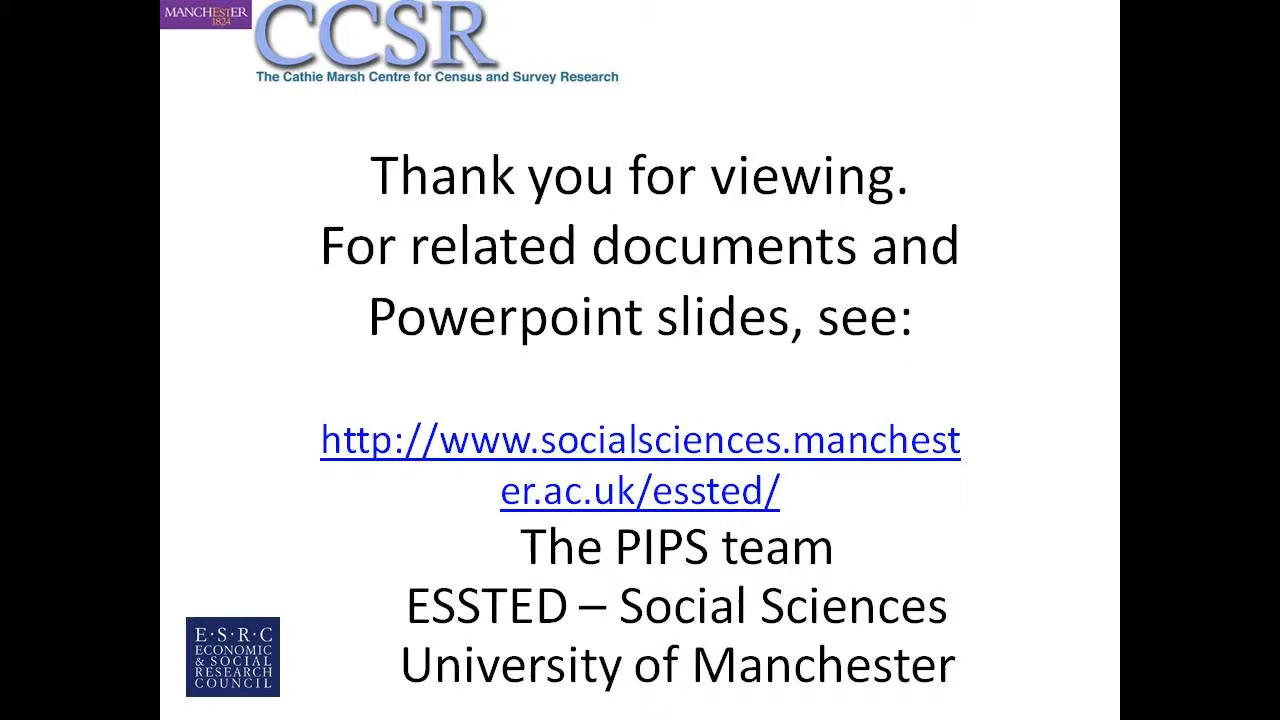 MANCHESTER
1824
CCSR
The Cathie Marsh Centre for Census and Survey Research
Thank you for viewing.
For related documents and
Powerpoint slides, see:
http://www.socialsciences.manchest
er.ac.uk/essted/
The PIPS team
ESSTED – Social Sciences
University of Manchester
E·S·R·C
ECONOMIC
& SOCIAL
RESEARCH
COUNCIL